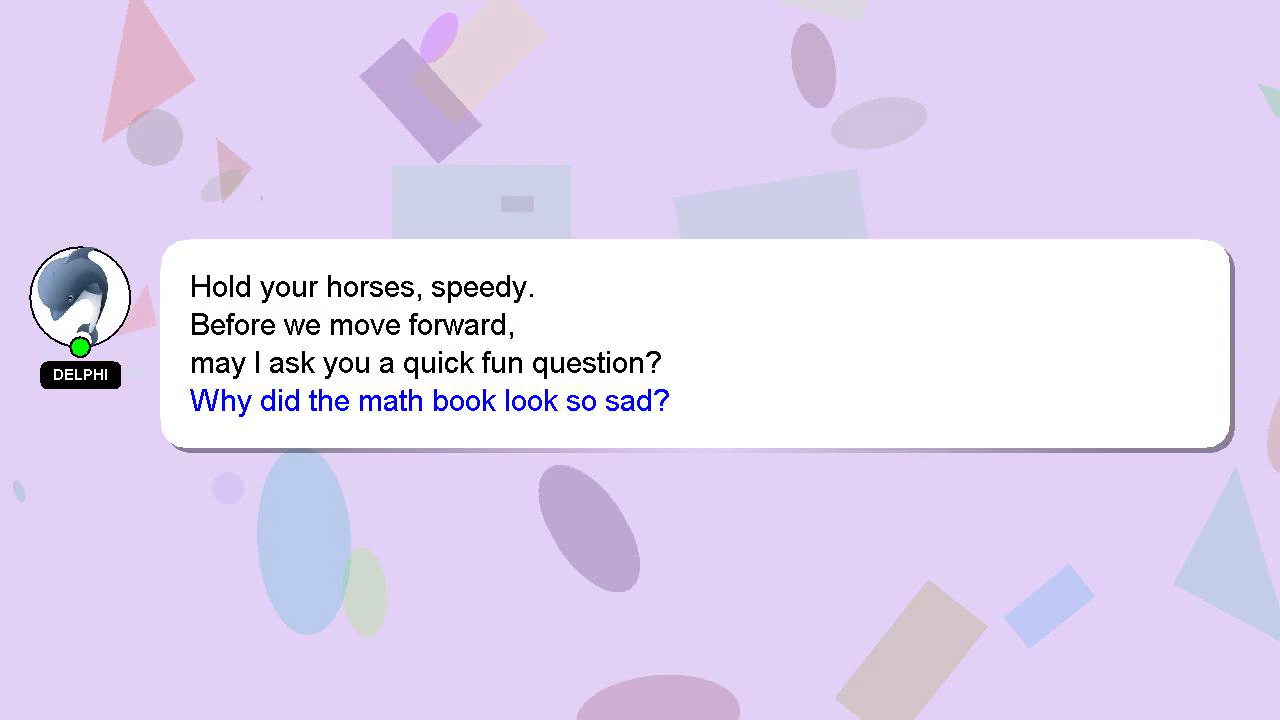 Hold your horses, speedy.
Before we move forward,
may I ask you a quick fun question?
Why did the math book look so sad?
DELPHI